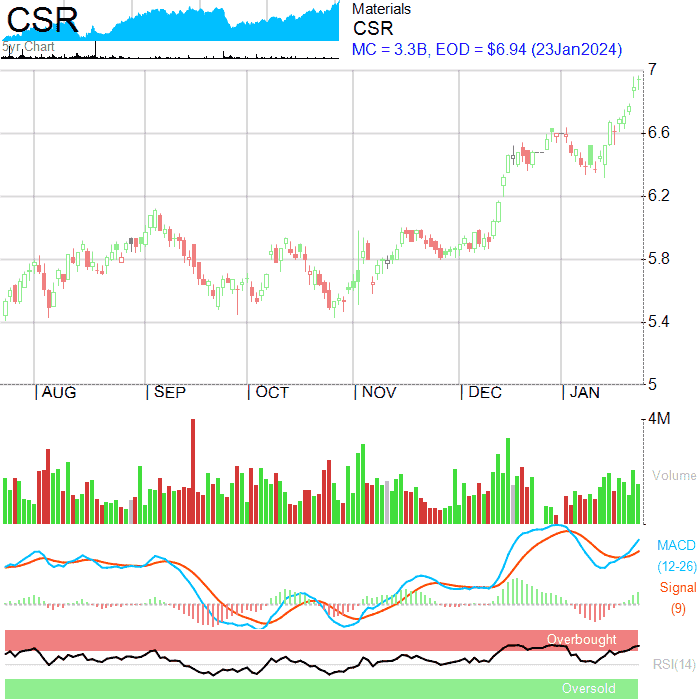 CSR
5yr Chart
Materials
CSR
MC = 3.3B, EOD = $6.94 (23Jan2024)
7
6.6
6.2
5.8
5.4
5
|AUG |SEP |OCT |NOV |DEC |JAN
4M
Volume
MACD
(12-26)
Signal
(9)
Overbought
RSI(14)
Oversold